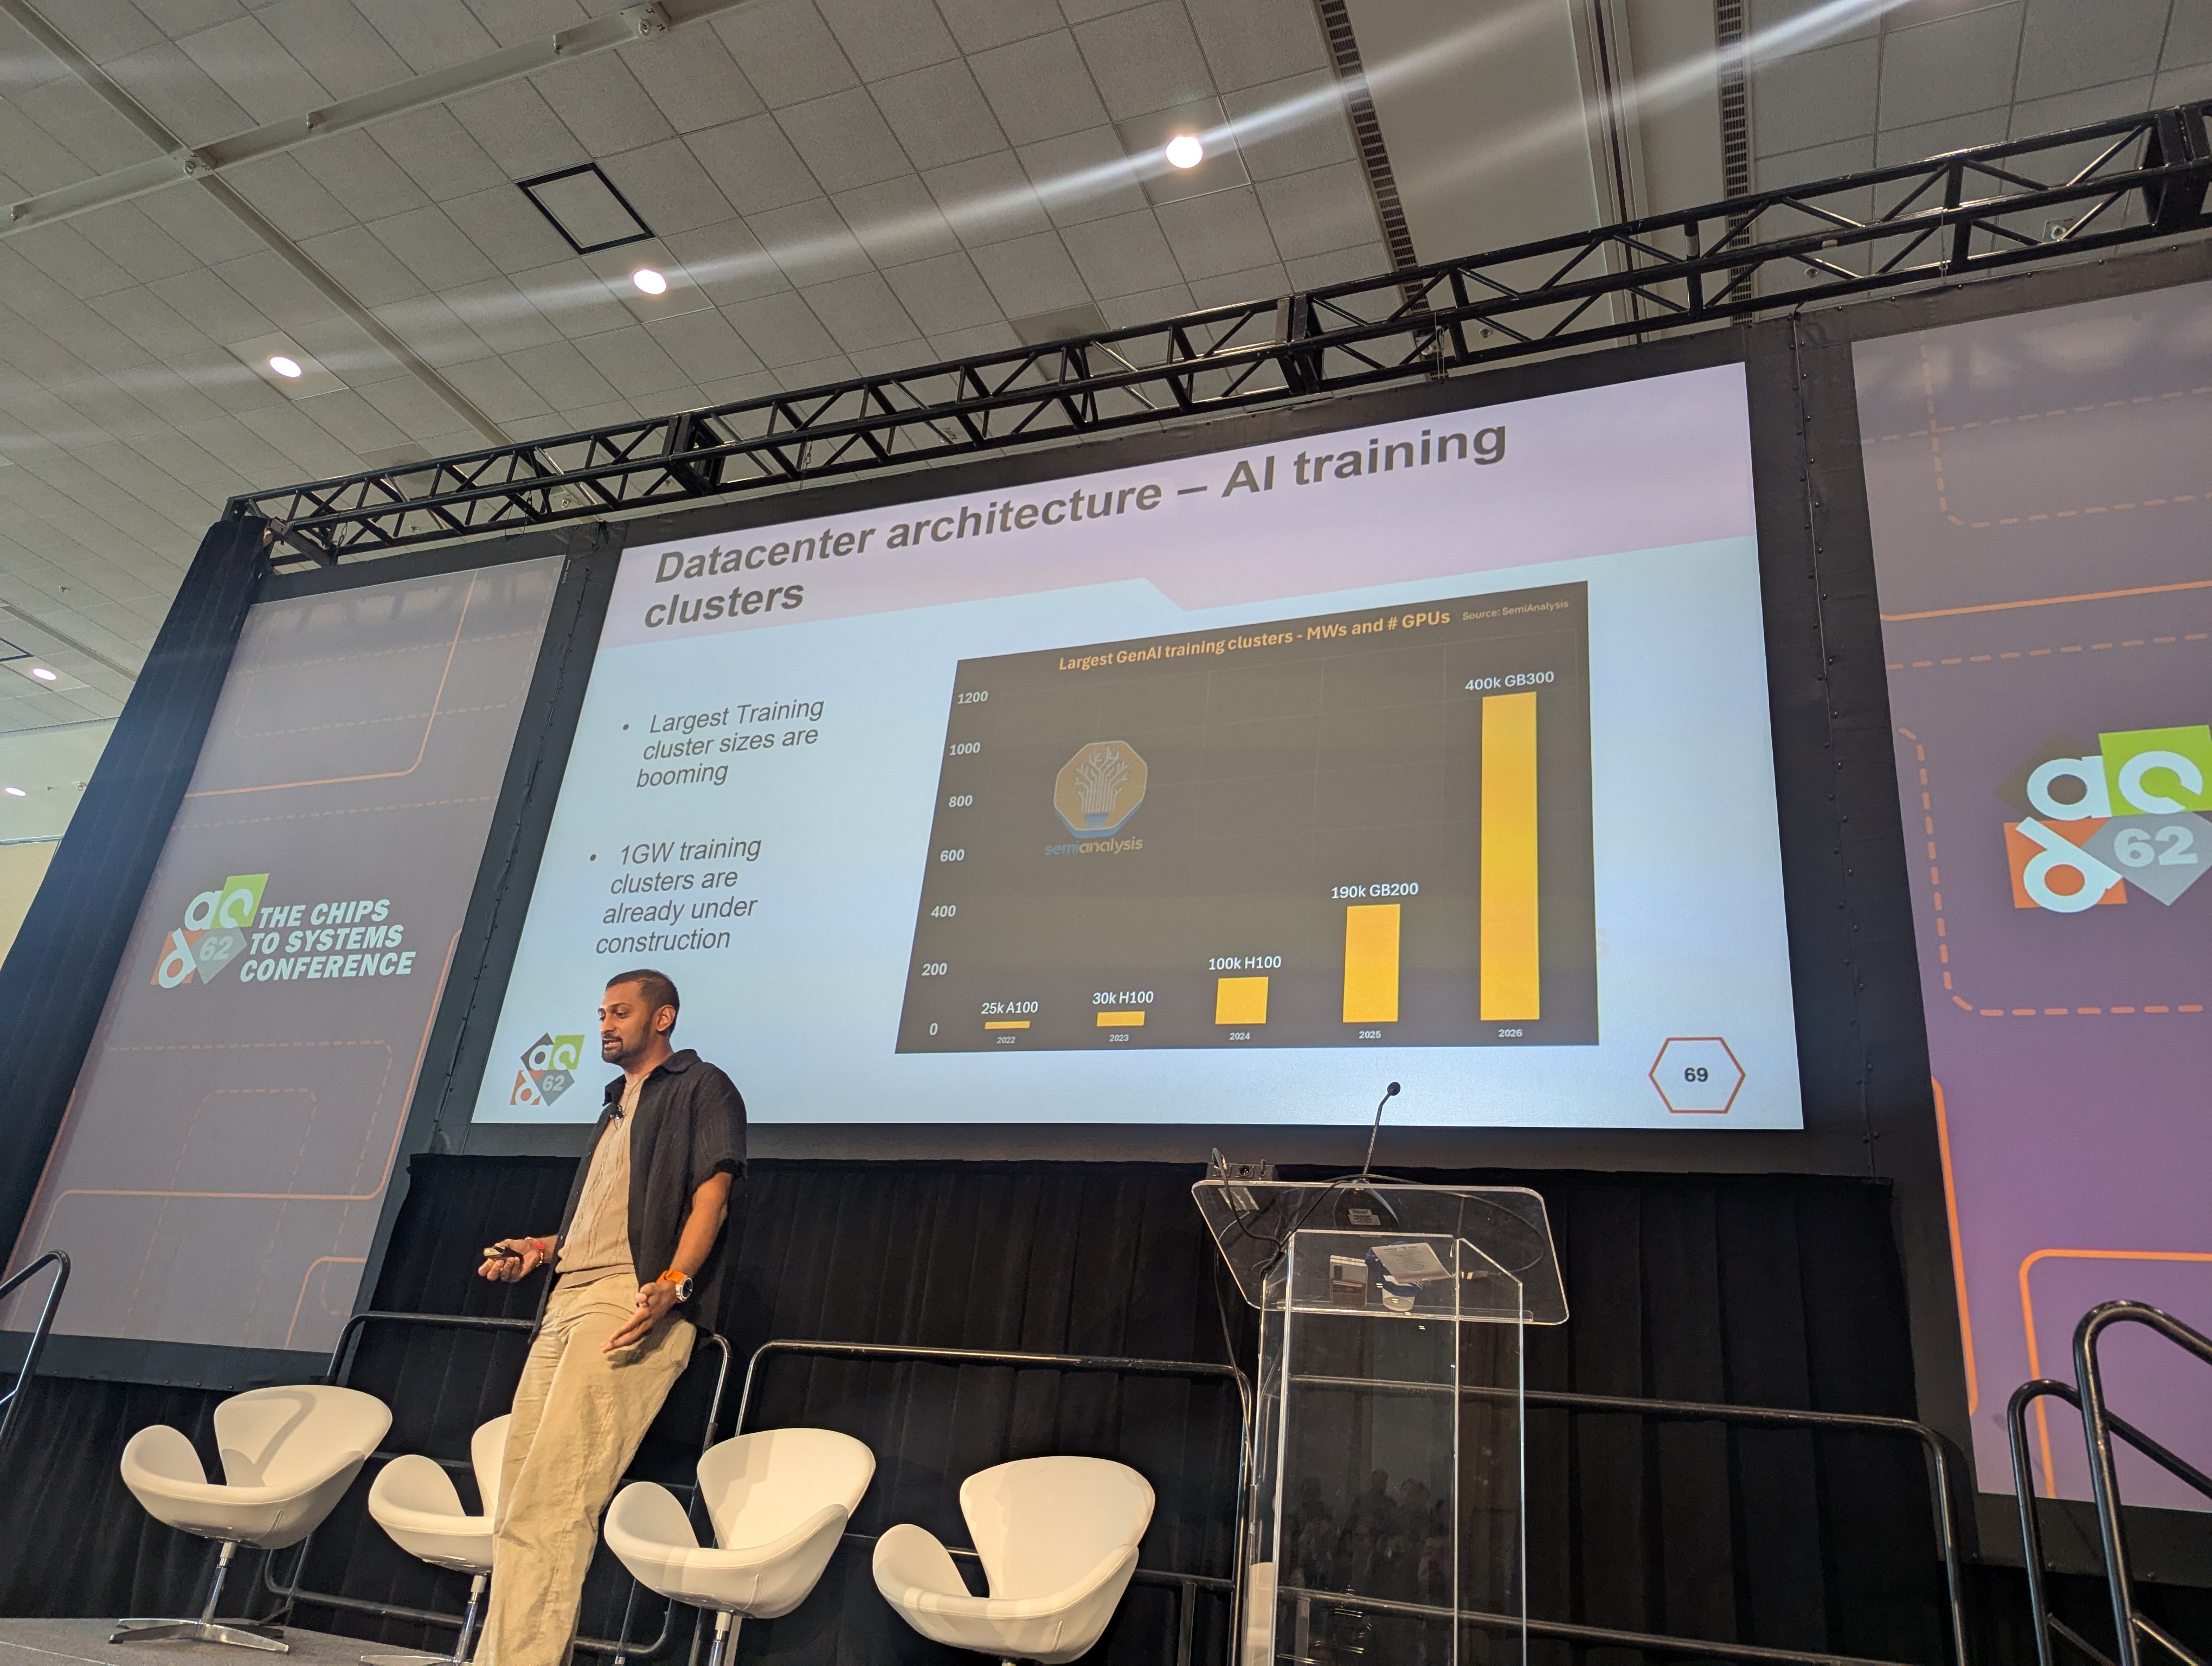 Datacenter architecture – AI training
clusters
• Largest Training
cluster sizes are
booming
• 1GW training
clusters are
already under
construction
Largest GenAI training clusters - MWs and # GPUs
Source: SemiAnalysis
1200
1000
800
600
400
200
0
semianalysis
25k A100
30k H100
100k H100
190k GB200
400k GB300
2022
2023
2024
2025
2026
69
dac
62
THE CHIPS
TO SYSTEMS
CONFERENCE
dac
62
dac
62